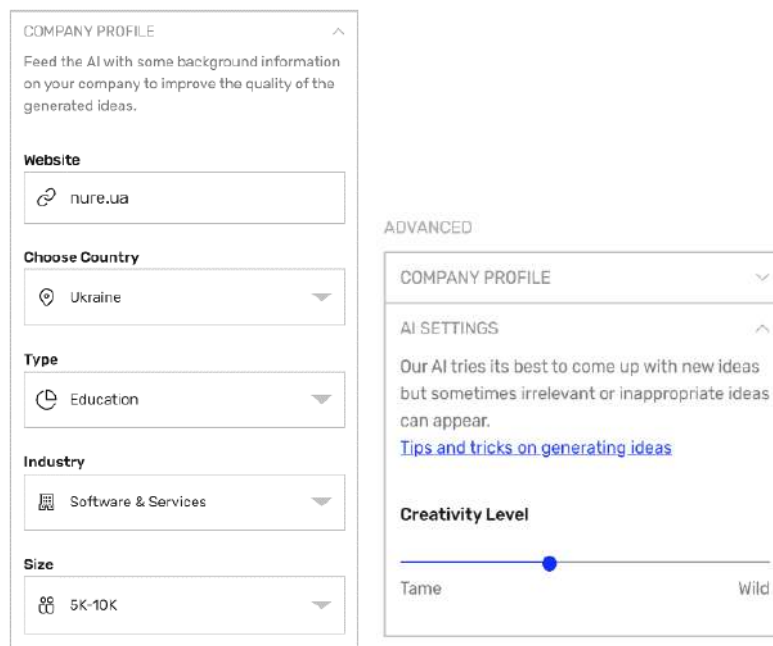 COMPANY PROFILE
Feed the AI with some background information
on your company to improve the quality of the
generated ideas.
Website
nure.ua
Choose Country
Ukraine
Type
Education
Industry
Software & Services
Size
5K-10K
ADVANCED
COMPANY PROFILE
AI SETTINGS
Our AI tries its best to come up with new ideas
but sometimes irrelevant or inappropriate ideas
can appear.
Tips and tricks on generating ideas
Creativity Level
Tame
Wild